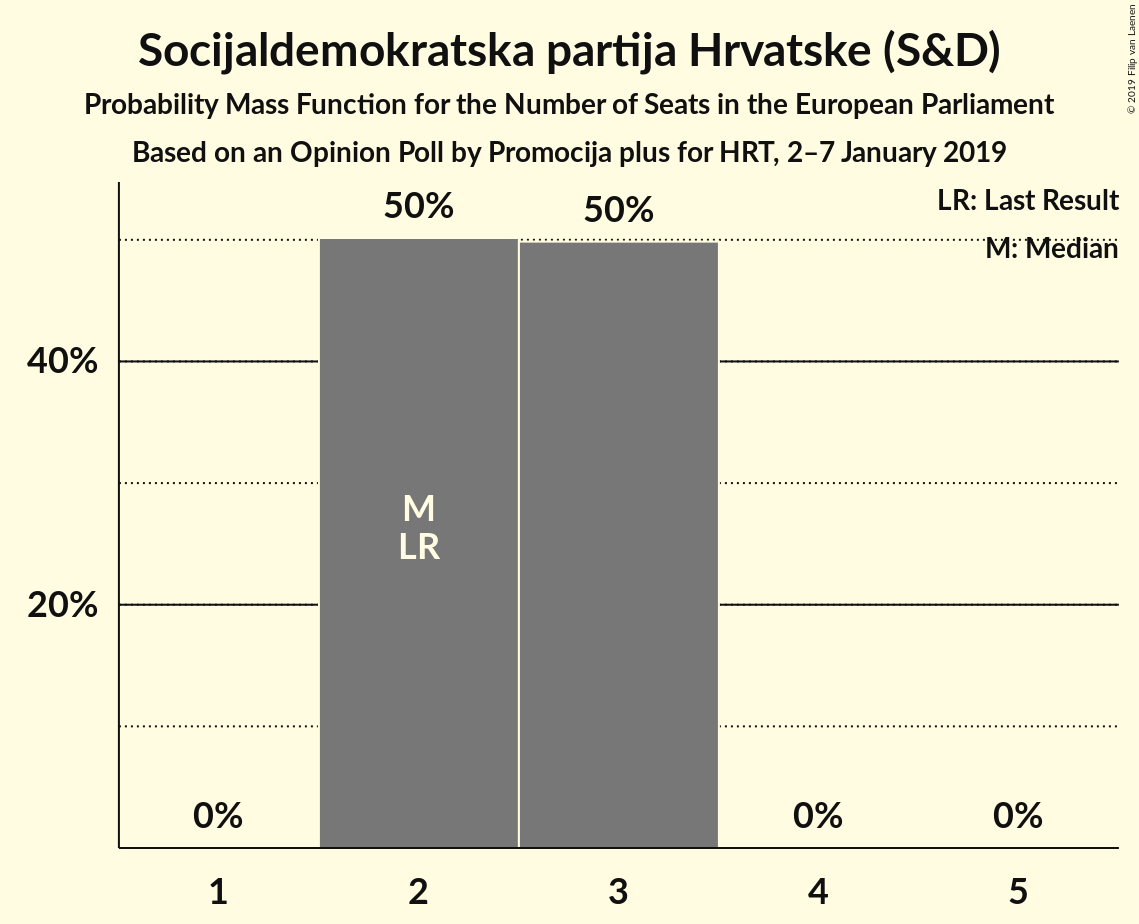 Socijaldemokratska partija Hrvatske (S&D)
Probability Mass Function for the Number of Seats in the European Parliament
Based on an Opinion Poll by Promocija plus for HRT, 2–7 January 2019
© 2019 Filip van Laenen
LR: Last Result
M: Median
50%
50%
40%
20%
M
LR
0%
0%
0%
1
2
3
4
5